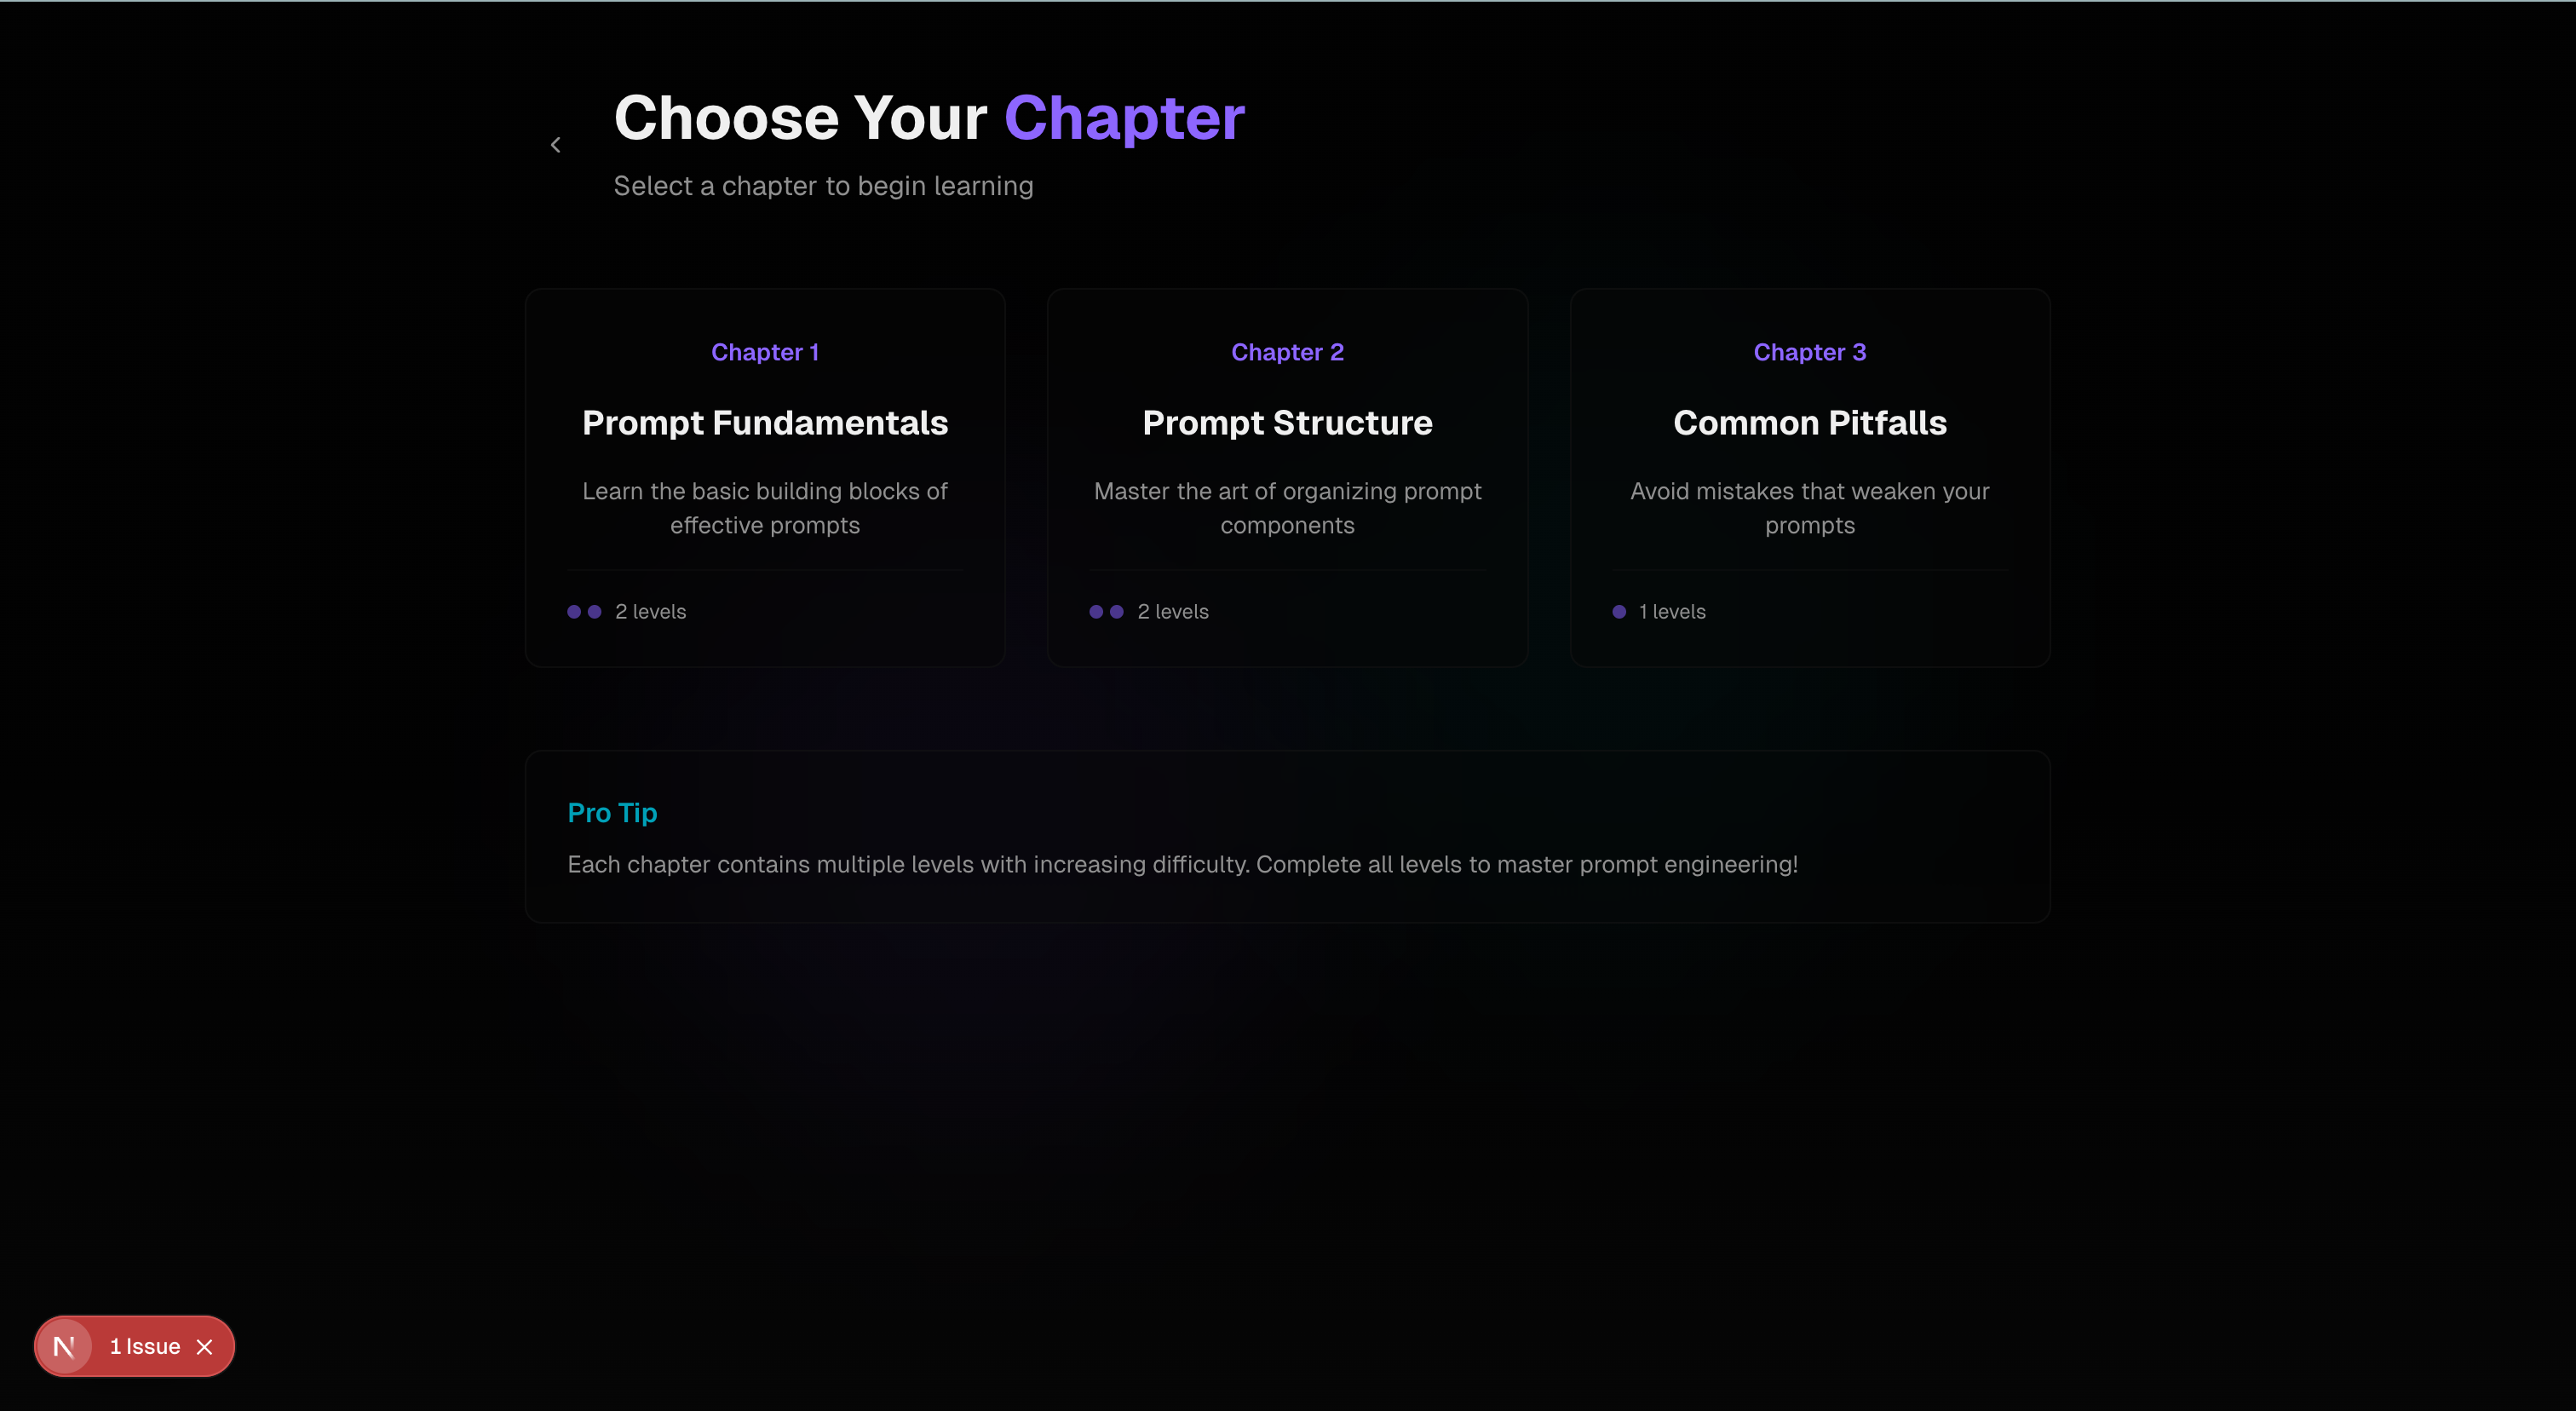 Choose Your Chapter
Select a chapter to begin learning
Chapter 1
Prompt Fundamentals
Learn the basic building blocks of
effective prompts
2 levels
Chapter 2
Prompt Structure
Master the art of organizing prompt
components
2 levels
Chapter 3
Common Pitfalls
Avoid mistakes that weaken your
prompts
1 levels
Pro Tip
Each chapter contains multiple levels with increasing difficulty. Complete all levels to master prompt engineering!
N 1 Issue